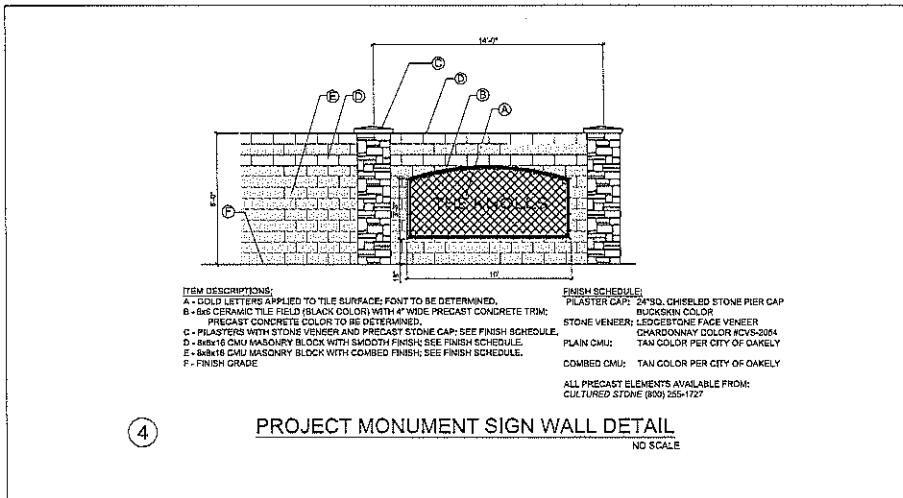 14'-0"
C
D
E
D
B
A
F
THE KNOLLS
10'
ITEM DESCRIPTIONS:
A - GOLD LETTERS APPLIED TO TILE SURFACE; FONT TO BE DETERMINED.
B - 6x6 CERAMIC TILE FIELD (BLACK COLOR) WITH 4" WIDE PRECAST CONCRETE TRIM;
PRECAST CONCRETE COLOR TO BE DETERMINED.
C - PILASTERS WITH STONE VENEER AND PRECAST STONE CAP; SEE FINISH SCHEDULE.
D - 8x8x16 CMU MASONRY BLOCK WITH SMOOTH FINISH; SEE FINISH SCHEDULE.
E - 8x8x16 CMU MASONRY BLOCK WITH COMBED FINISH; SEE FINISH SCHEDULE.
F - FINISH GRADE
FINISH SCHEDULE:
PILASTER CAP: 24"SQ. CHISELED STONE PIER CAP
BUCKSKIN COLOR
STONE VENEER: LEDGESTONE FACE VENEER
CHARDONNAY COLOR #CVS-2054
PLAIN CMU: TAN COLOR PER CITY OF OAKELY
COMBED CMU: TAN COLOR PER CITY OF OAKELY
ALL PRECAST ELEMENTS AVAILABLE FROM:
CULTURED STONE (800) 255-1727
4
PROJECT MONUMENT SIGN WALL DETAIL
NO SCALE